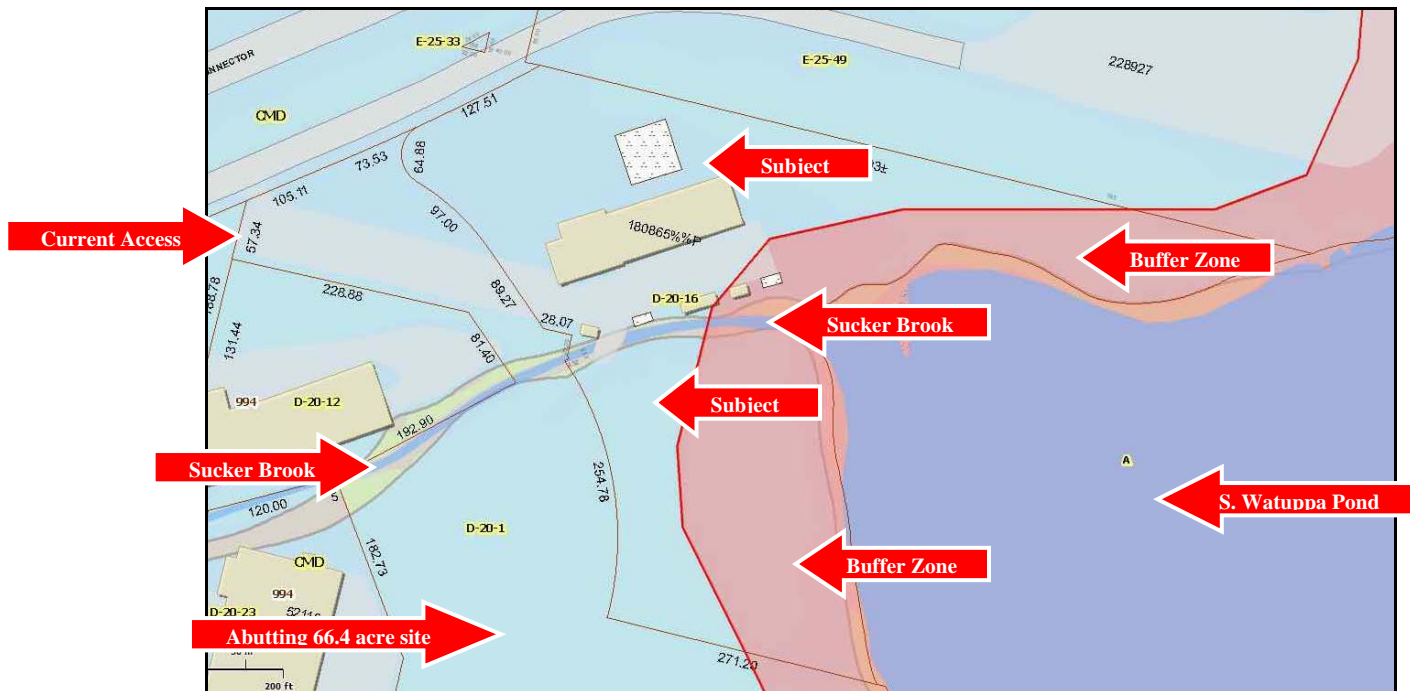 E-25-33
E-25-49
NNECTOR
228927
CMD
127.51
73.53
64.88
Subject
93±
105.11
Current Access
57.34
97.00
180865%%P
Buffer Zone
188.78
228.88
89.27
D-20-16
28.07
Sucker Brook
131.44
81.40
994
D-20-12
Subject
192.90
A
Sucker Brook
254.78
S. Watuppa Pond
120.00
5
D-20-1
182.73
CMD
Buffer Zone
994
D-20-23
Abutting 66.4 acre site
271.20
200 ft